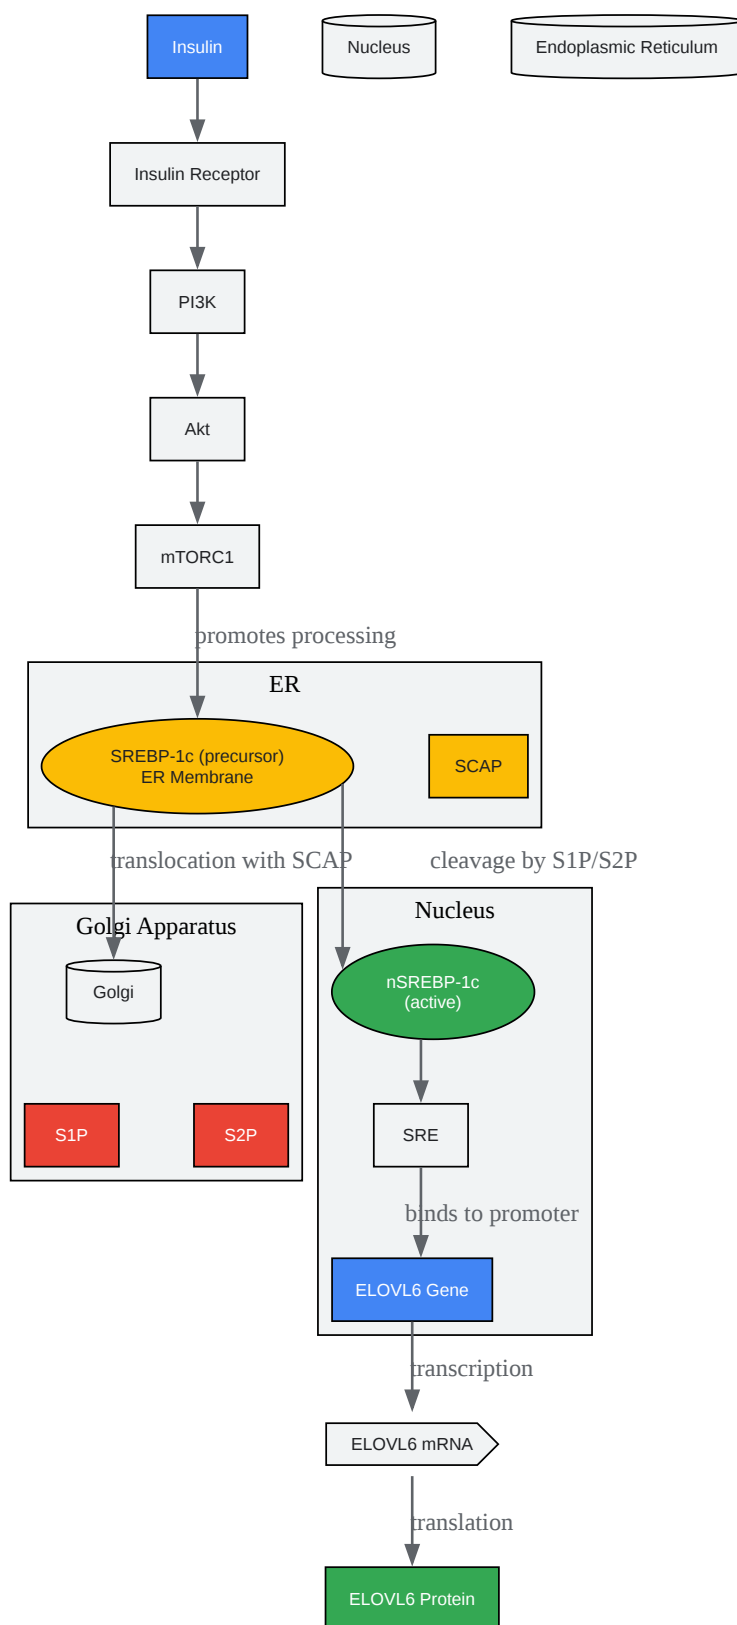 Insulin
Nucleus
Endoplasmic Reticulum
Insulin Receptor
PI3K
Akt
mTORC1
promotes processing
ER
SREBP-1c (precursor)
ER Membrane
SCAP
translocation with SCAP
cleavage by S1P/S2P
Golgi Apparatus
Nucleus
Golgi
nSREBP-1c
(active)
S1P
S2P
SRE
binds to promoter
ELOVL6 Gene
transcription
ELOVL6 mRNA
translation
ELOVL6 Protein